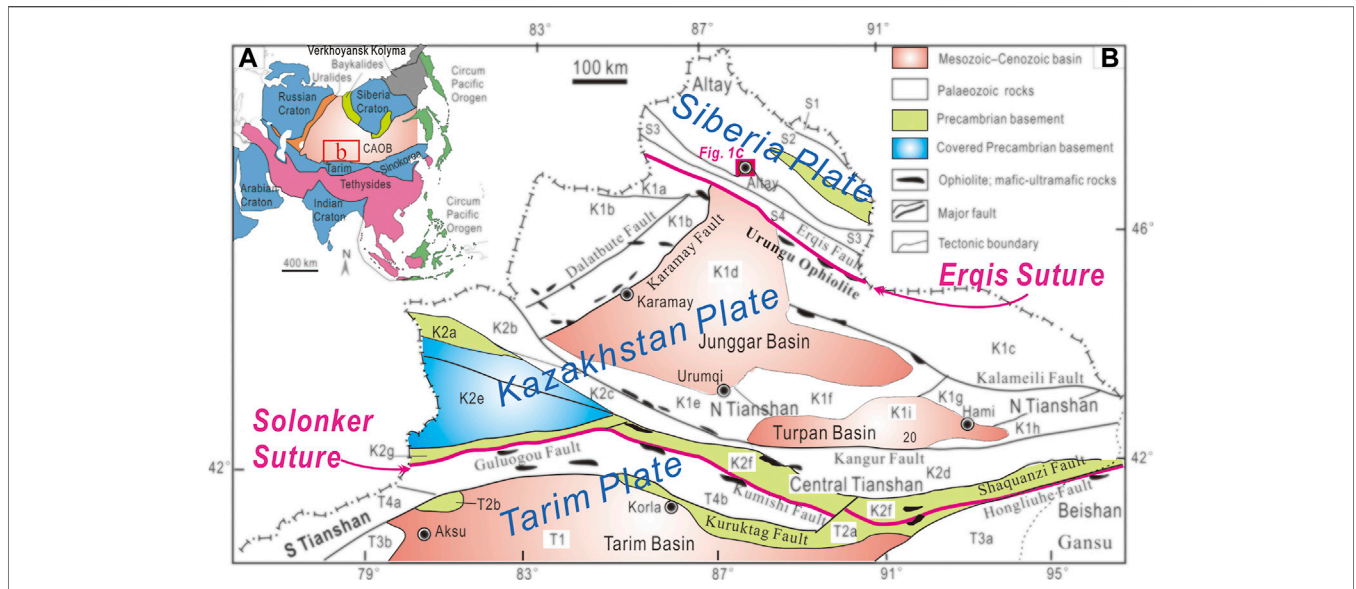 83°
87°
91°
A
Verkhoyansk Kolyma
Baykalides
Uralides
Circum
Pacific
Orogen
Russian
Craton
Siberia
Craton
b
CAOB
Tarim
Sinokorea
Tethysides
Arabian
Craton
Indian
Craton
Circum
Pacific
Orogen
400 km
N
100 km
B
Mesozoic–Cenozoic basin
Palaeozoic rocks
Precambrian basement
Covered Precambrian basement
Ophiolite; mafic-ultramafic rocks
Major fault
Tectonic boundary
Altay
S1
S2
S3
Siberia Plate
Fig. 1C
Altay
K1a
K1b
K1b
S4
S3
Erqis Fault
Urungu Ophiolite
46°
Dalabute Fault
Karamay Fault
K1d
Erqis Suture
Karamay
Kazakhstan Plate
Junggar Basin
K2a
K2b
K1c
Kalameili Fault
Urumqi
K2e
K2c
K1e
N Tianshan
K1f
K1g
N Tianshan
K1i
Hami
K1h
Turpan Basin
20
Solonker
Suture
K2g
42°
Guluogou Fault
Kangur Fault
42°
K2f
K2d
Central Tianshan
Shaquanzi Fault
Tarim Plate
Kumishi Fault
K2f
Hongliuhe Fault
T4a
T2b
T4b
Korla
Kuruktag Fault
T2a
Beishan
S Tianshan
Aksu
T3b
T1
Tarim Basin
T3a
Gansu
79°
83°
87°
91°
95°